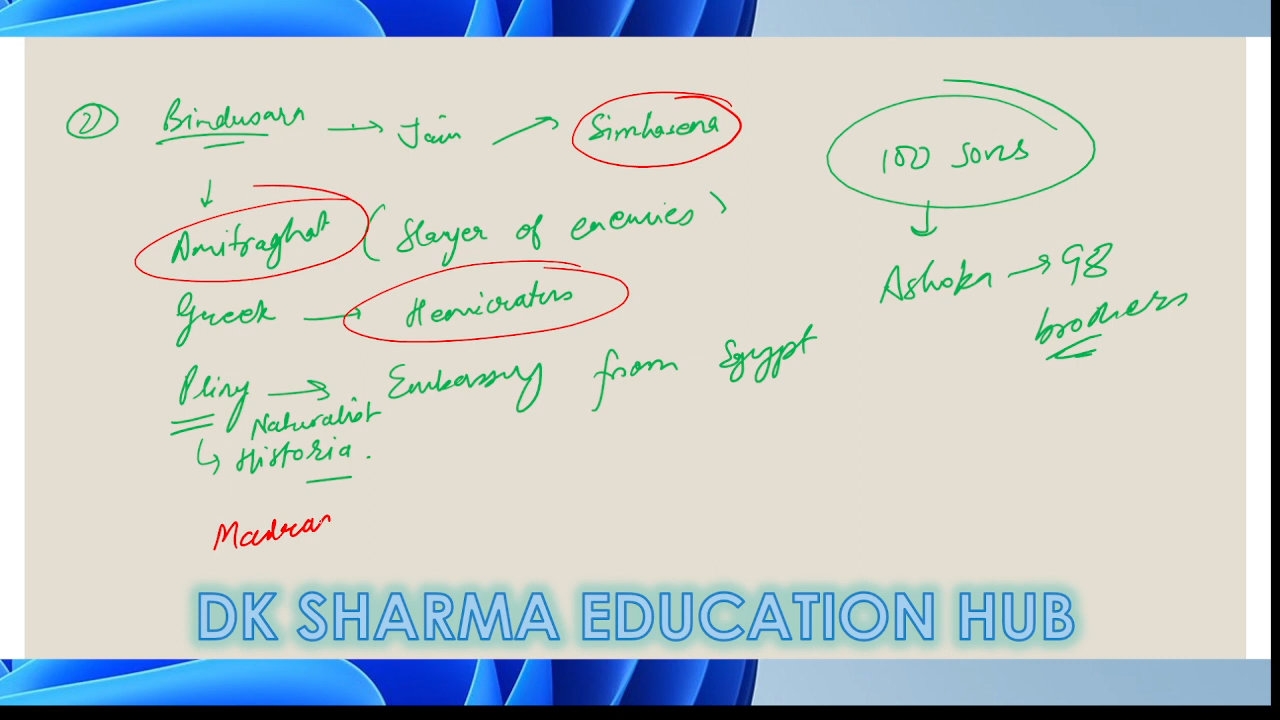 2) Bindusara → Jain → Simhasena
Amitraghat (Slayer of enemies)
Greek →
Pliny → Embassy from Egypt
Naturalist
↳ Historia.
Madras
100 sons
Ashoka → 98
brothers
DK SHARMA EDUCATION HUB